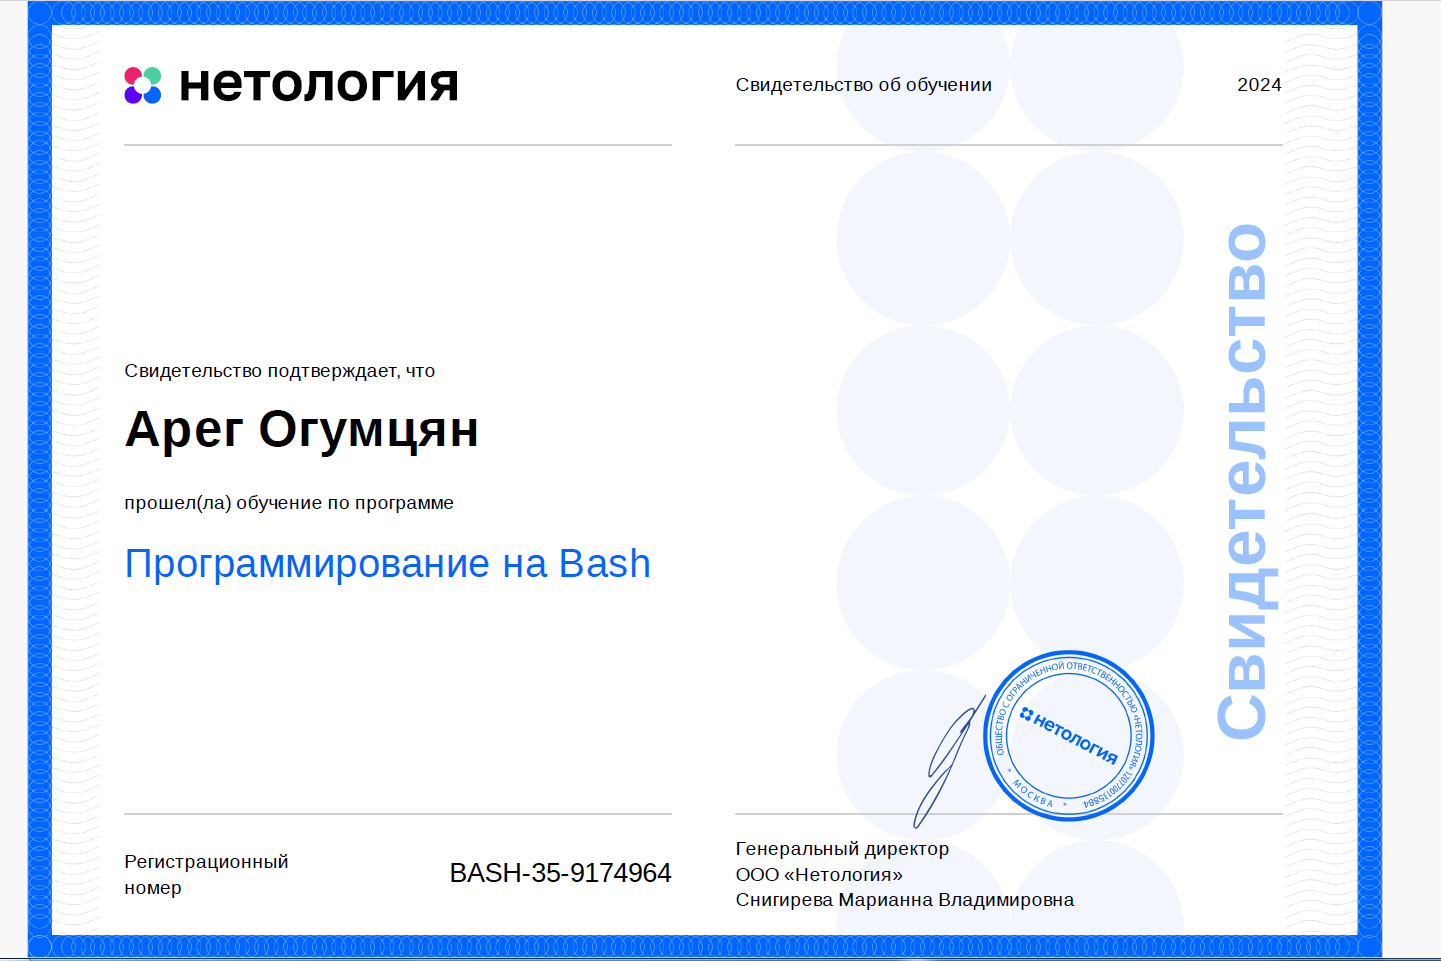 нетология
Свидетельство об обучении
2024
Свидетельство подтверждает, что
Арег Огумцян
прошел(ла) обучение по программе
Программирование на Bash
Свидетельство
ОБЩЕСТВО С ОГРАНИЧЕННОЙ ОТВЕТСТВЕННОСТЬЮ «НЕТОЛОГИЯ» 1207700135884
* МОСКВА *
нетология
Регистрационный
номер
BASH-35-9174964
Генеральный директор
ООО «Нетология»
Снигирева Марианна Владимировна